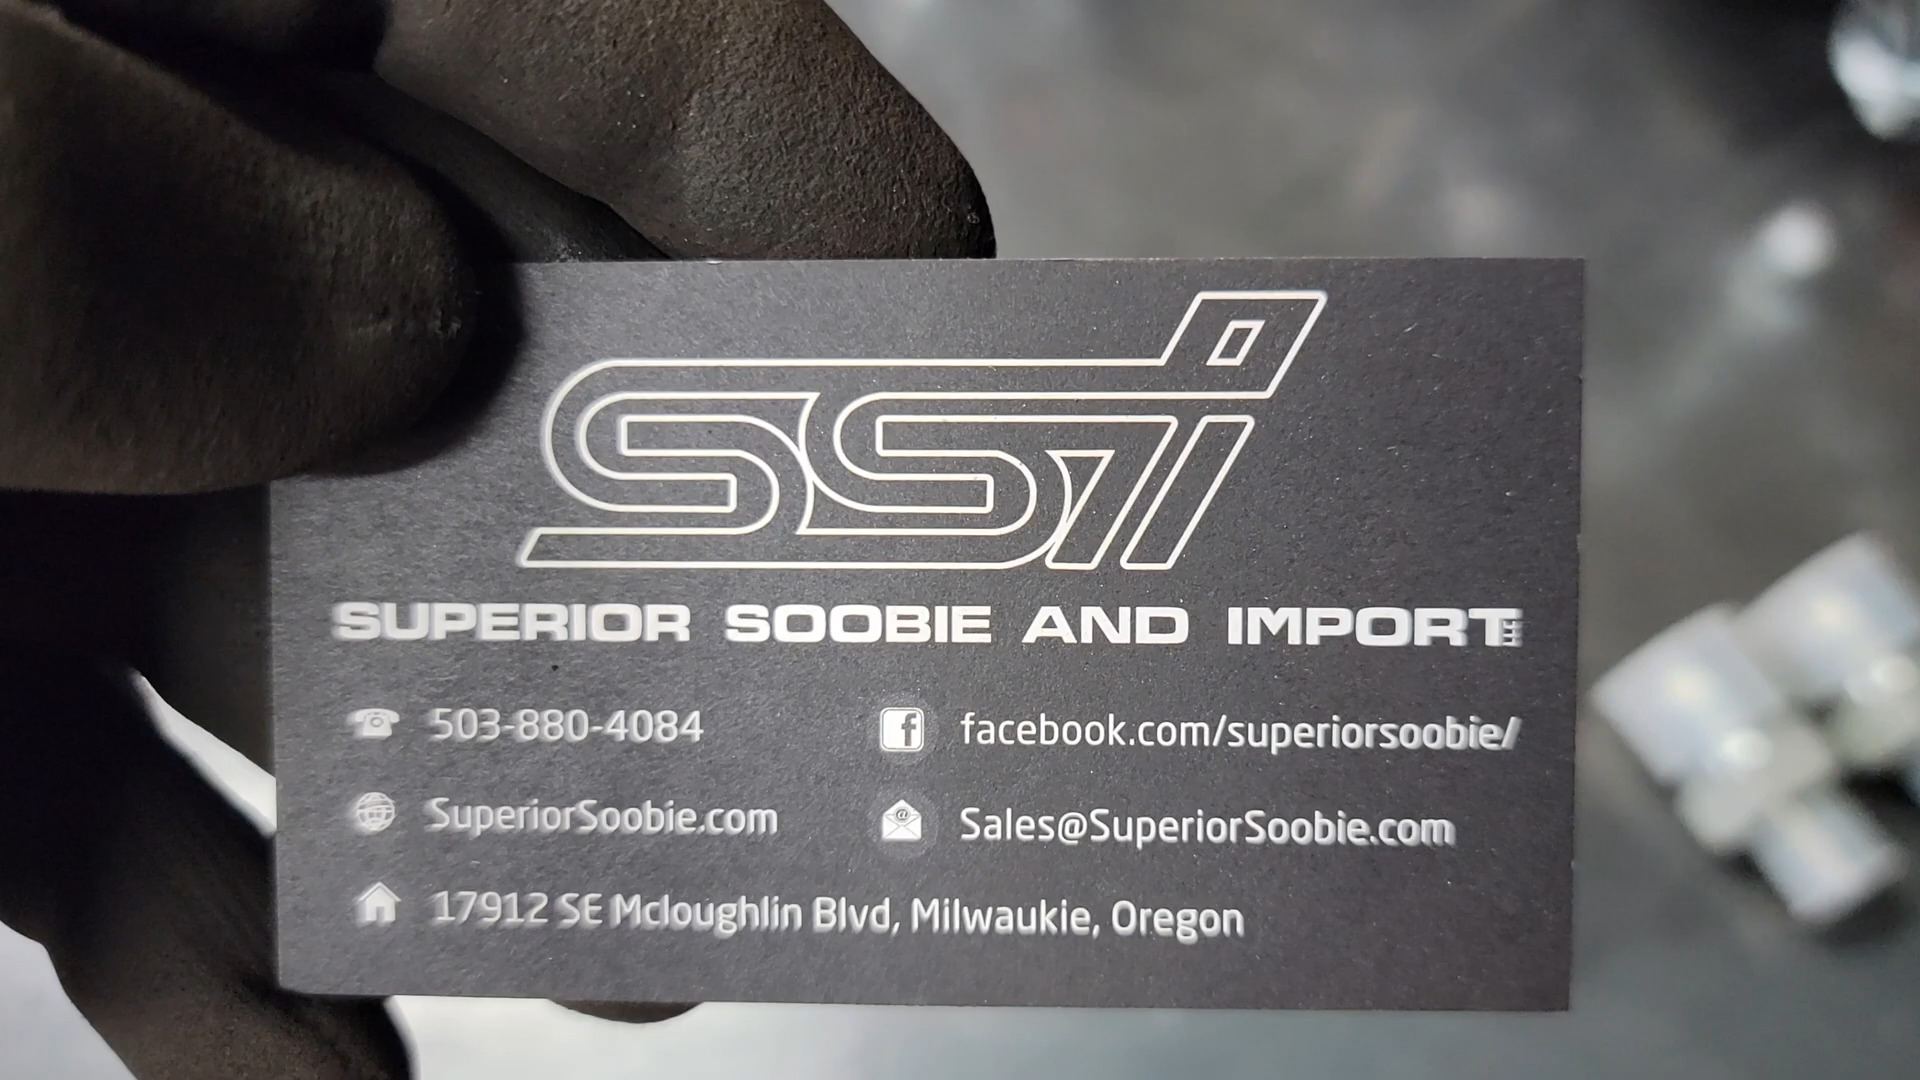 SSTi
SUPERIOR SOOBIE AND IMPORT
503-880-4084
facebook.com/superiorsoobie/
SuperiorSoobie.com
Sales@SuperiorSoobie.com
17912 SE Mcloughlin Blvd, Milwaukie, Oregon